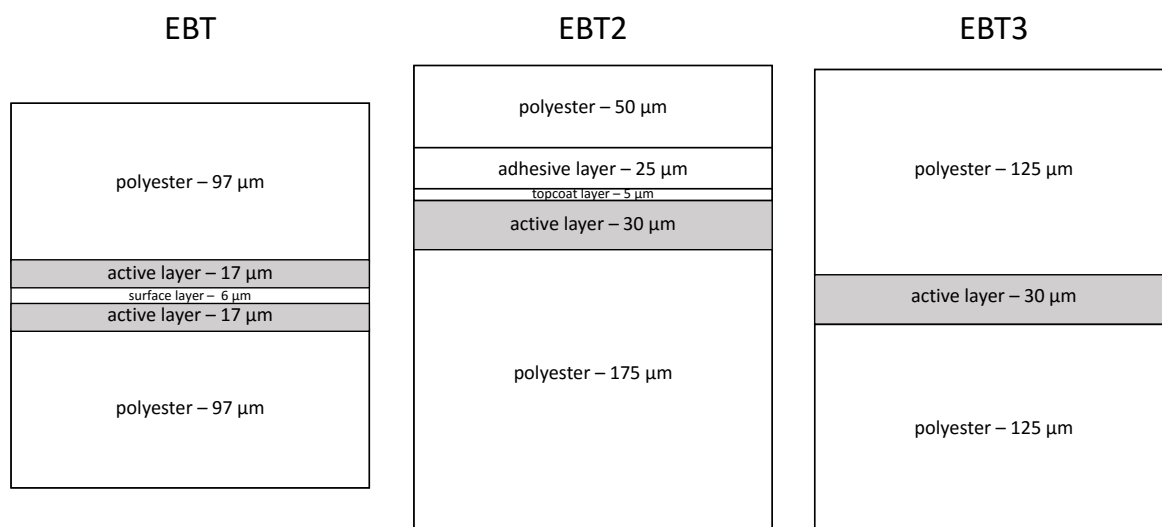 EBT
polyester – 97 µm
active layer – 17 µm
surface layer –  6 µm
active layer – 17 µm
polyester – 97 µm
EBT2
polyester – 50 µm
adhesive layer – 25 µm
topcoat layer – 5 µm
active layer – 30 µm
polyester – 175 µm
EBT3
polyester – 125 µm
active layer – 30 µm
polyester – 125 µm